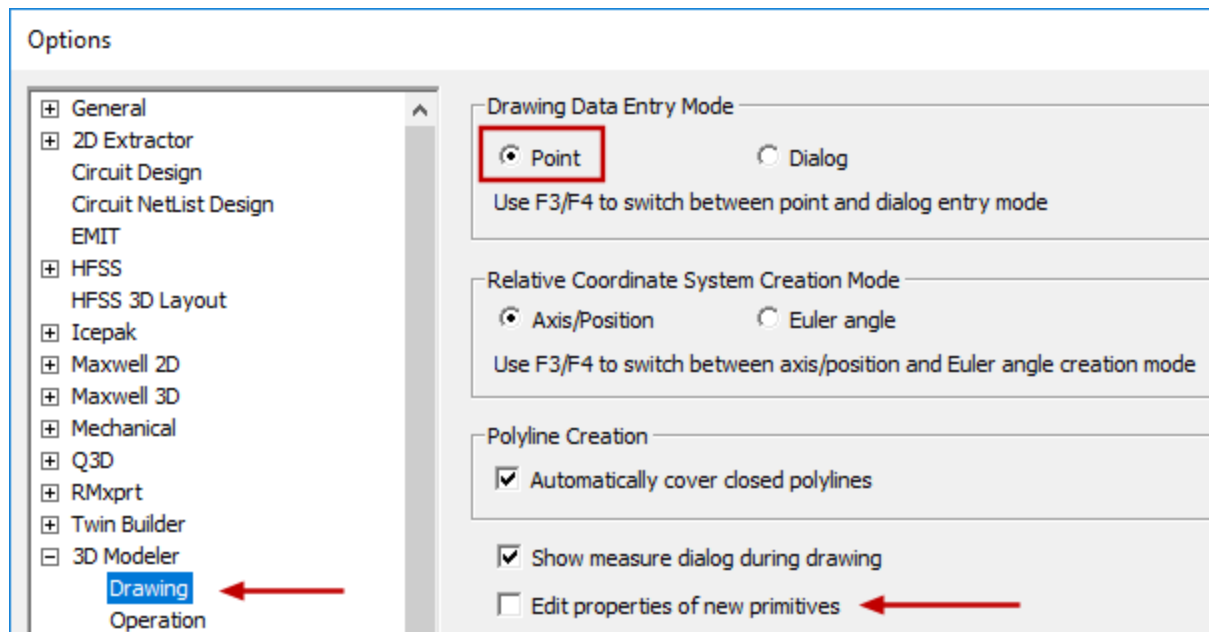 Options
General
2D Extractor
Circuit Design
Circuit NetList Design
EMIT
HFSS
HFSS 3D Layout
Icepak
Maxwell 2D
Maxwell 3D
Mechanical
Q3D
RMxprt
Twin Builder
3D Modeler
Drawing
Operation
Drawing Data Entry Mode
Point Dialog
Use F3/F4 to switch between point and dialog entry mode
Relative Coordinate System Creation Mode
Axis/Position Euler angle
Use F3/F4 to switch between axis/position and Euler angle creation mode
Polyline Creation
Automatically cover closed polylines
Show measure dialog during drawing
Edit properties of new primitives